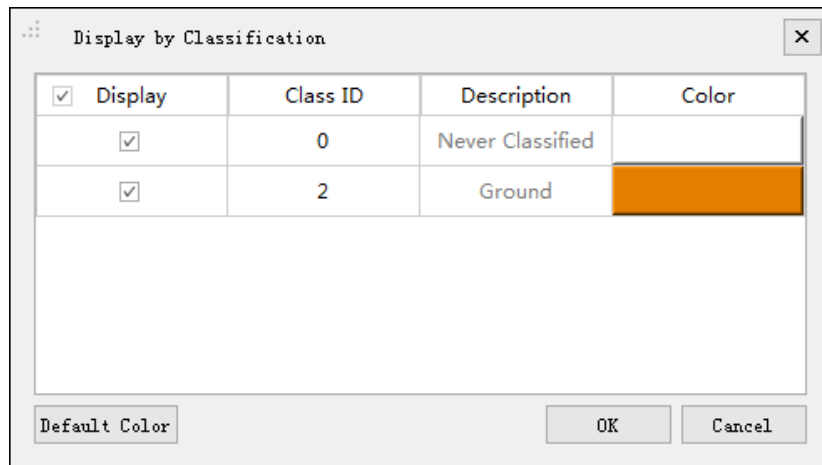 Display by Classification
Display Class ID Description Color
0 Never Classified
2 Ground
Default Color OK Cancel